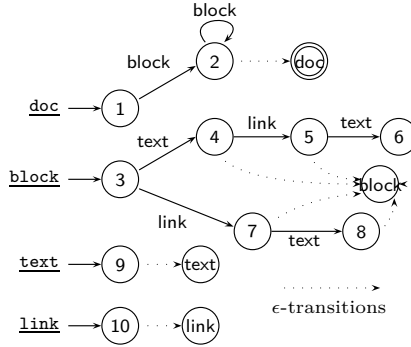 block
block 2 doc
doc 1
text 4 link 5 text 6
block 3 block
link 7 text 8
text 9 text
ϵ-transitions
link 10 link